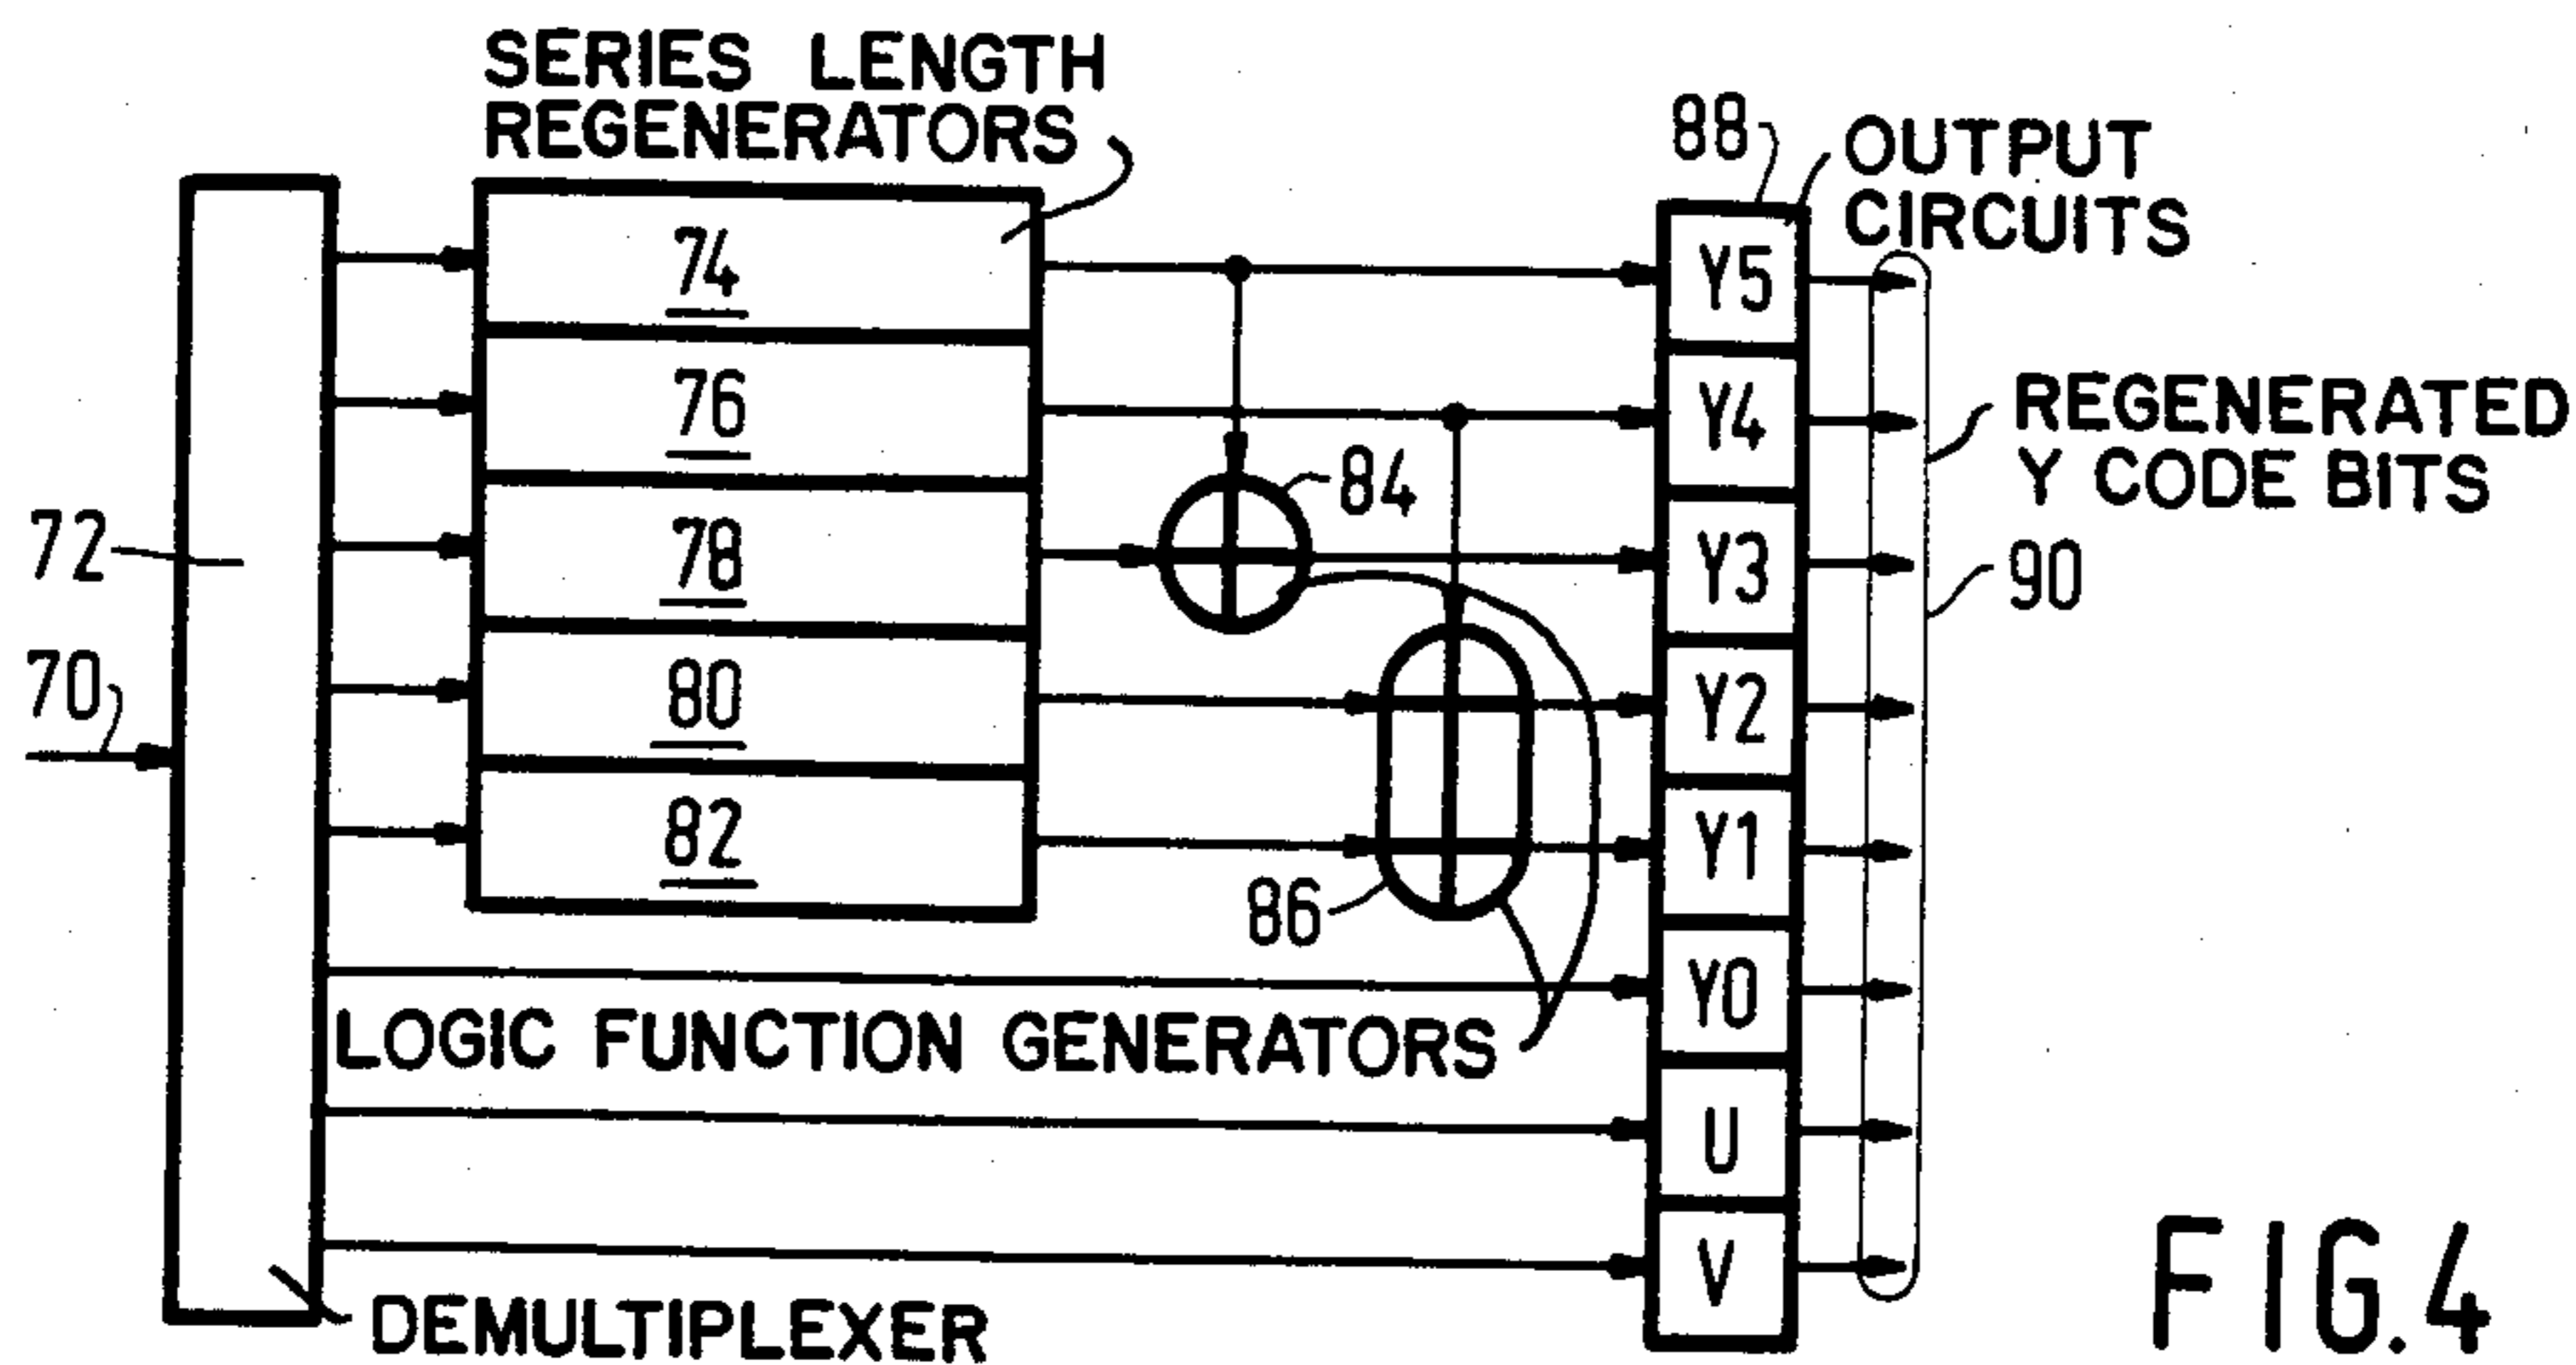 SERIES LENGTH
REGENERATORS
88
OUTPUT
CIRCUITS
74
Y5
76
Y4
REGENERATED
Y CODE BITS
84
72
78
Y3
90
70
80
Y2
82
Y1
86
Y0
LOGIC FUNCTION GENERATORS
U
V
DEMULTIPLEXER
FIG.4